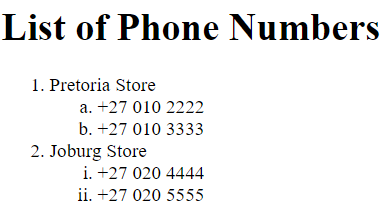 List of Phone Numbers
1. Pretoria Store
a. +27 010 2222
b. +27 010 3333
2. Joburg Store
i. +27 020 4444
ii. +27 020 5555